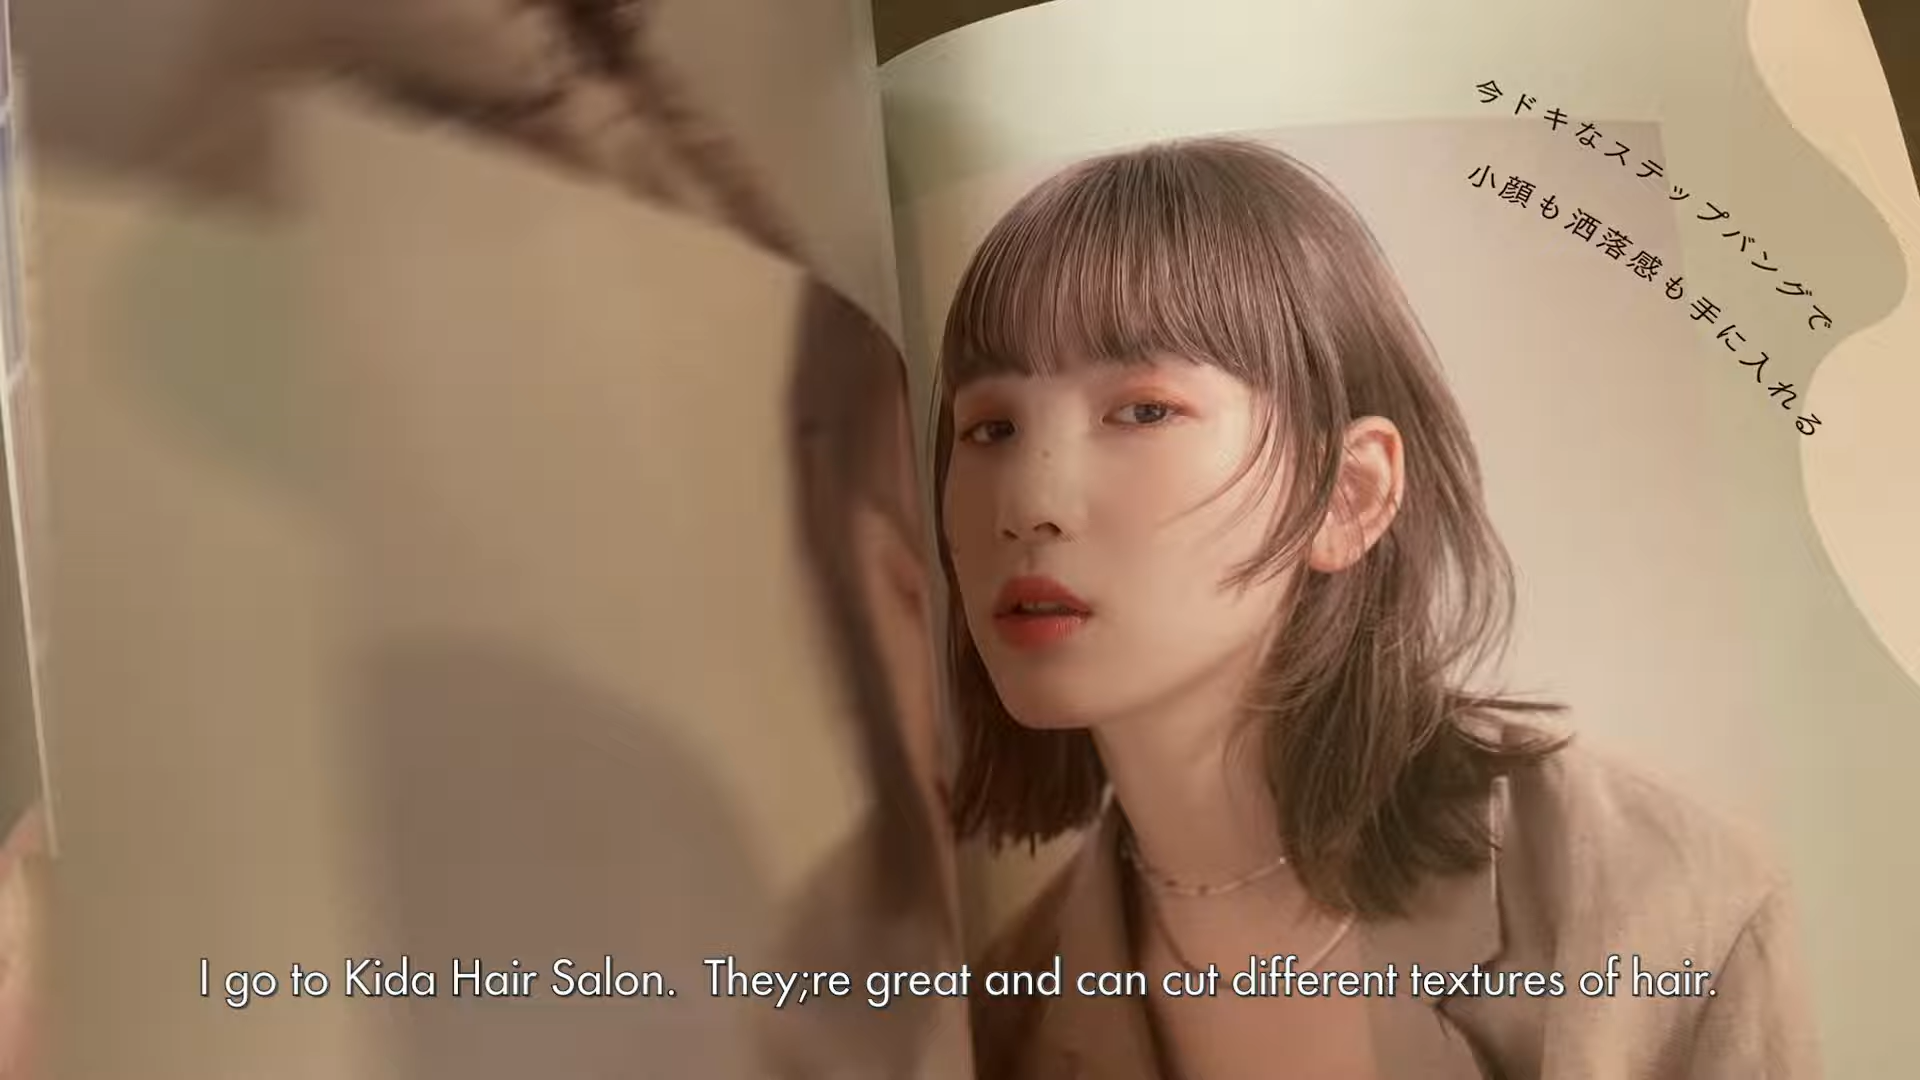 今ドキなステップバングで
小顔も洒落感も手に入れる
I go to Kida Hair Salon. They;re great and can cut different textures of hair.